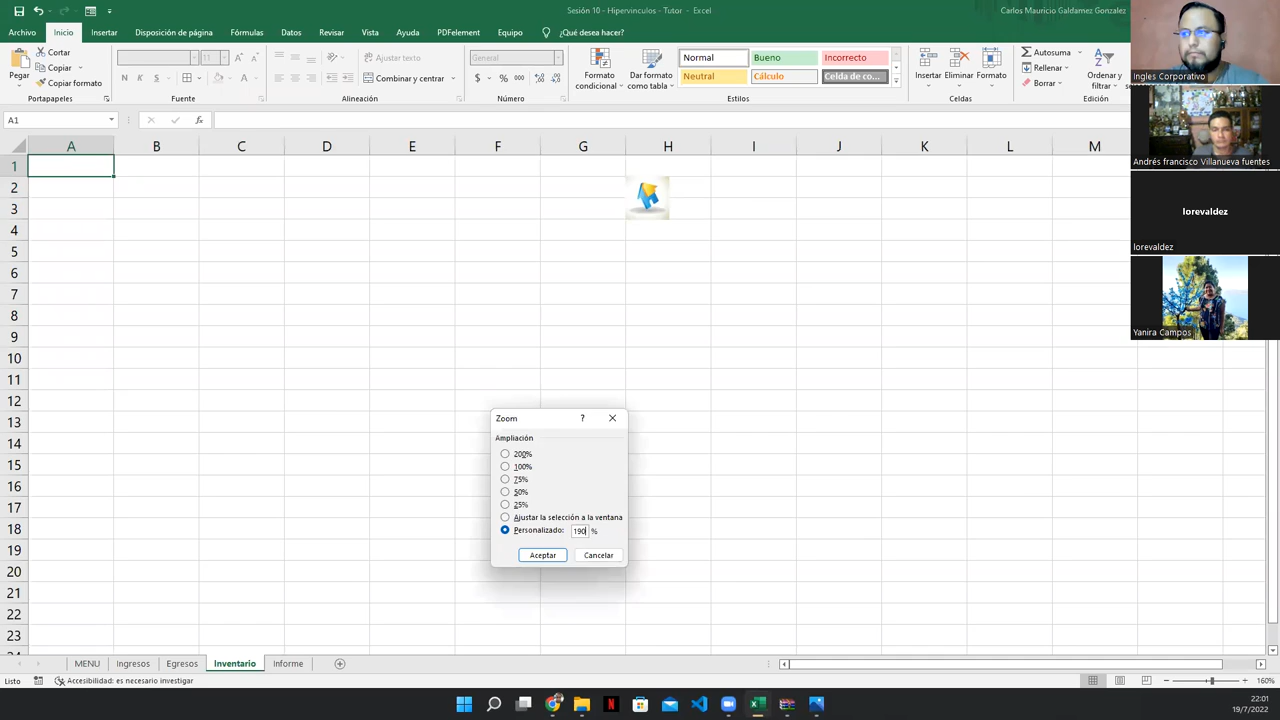 Sesión 10 - Hipervinculos - Tutor - Excel
Carlos Mauricio Galdamez Gonzalez
Archivo Inicio Insertar Disposición de página Fórmulas Datos Revisar Vista Ayuda PDFelement Equipo ¿Qué desea hacer?
Pegar
Cortar
Copiar
Copiar formato
Portapapeles
11
N K S
Fuente
Ajustar texto
Combinar y centrar
Alineación
General
$ % 000
Número
Formato condicional
Dar formato como tabla
Normal Bueno Incorrecto
Neutral Cálculo Celda de co...
Estilos
Insertar Eliminar Formato
Celdas
Autosuma
Rellenar
Borrar
Ordenar y filtrar
Edición
Ingles Corporativo
Andrés francisco Villanueva fuentes
lorevaldez
lorevaldez
Yanira Campos
A1
fx
A B C D E F G H I J K L M
1
2
3
4
5
6
7
8
9
10
11
12
13
14
15
16
17
18
19
20
21
22
23
Zoom ?
Ampliación
200%
100%
75%
50%
25%
Ajustar la selección a la ventana
Personalizado: 190 %
Aceptar Cancelar
MENU Ingresos Egresos Inventario Informe
Listo Accesibilidad: es necesario investigar
160%
22:01
19/7/2022